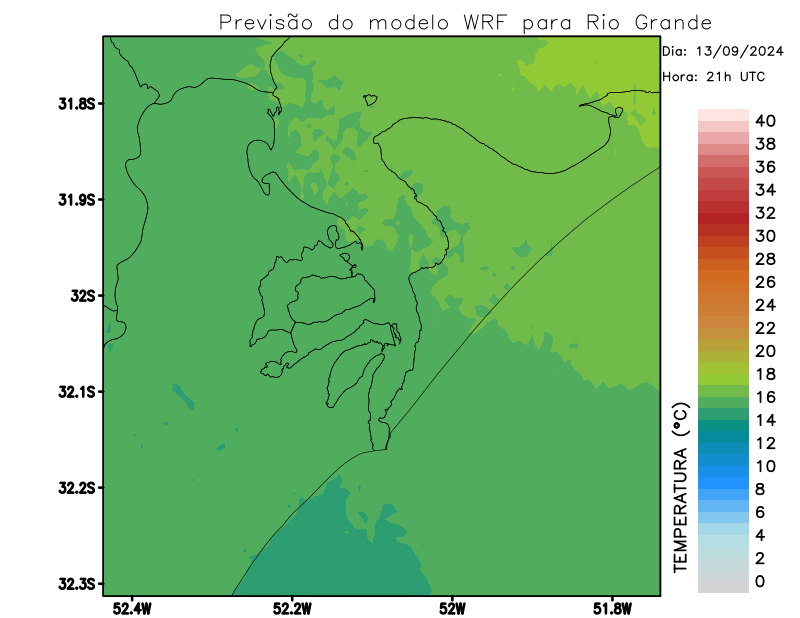 Previsão do modelo WRF para Rio Grande
Dia: 13/09/2024
Hora: 21h UTC
31.8S
31.9S
32S
32.1S
32.2S
32.3S
52.4W
52.2W
52W
51.8W
TEMPERATURA (°C)
40
38
36
34
32
30
28
26
24
22
20
18
16
14
12
10
8
6
4
2
0